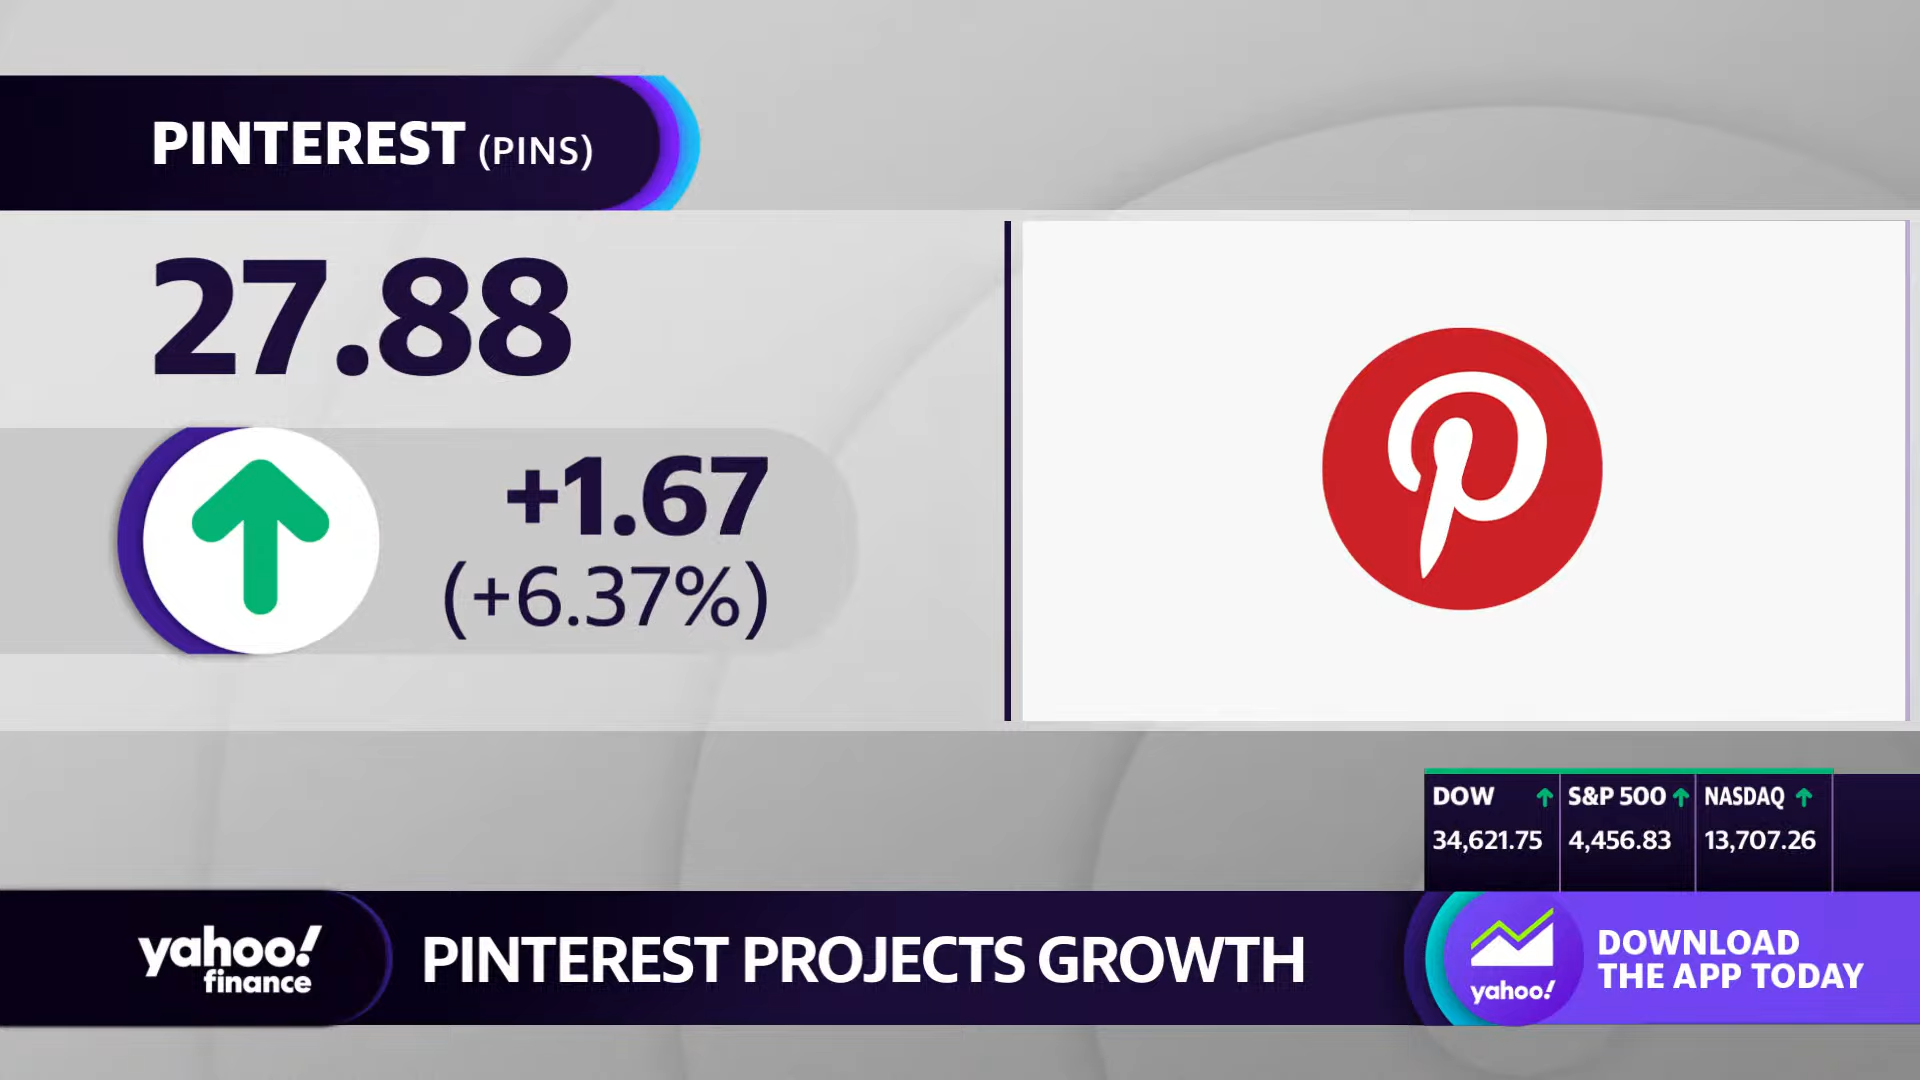 PINTEREST (PINS)
27.88
+1.67
(+6.37%)
DOW S&P 500 NASDAQ
34,621.75 4,456.83 13,707.26
yahoo!
finance
PINTEREST PROJECTS GROWTH
yahoo!
DOWNLOAD
THE APP TODAY